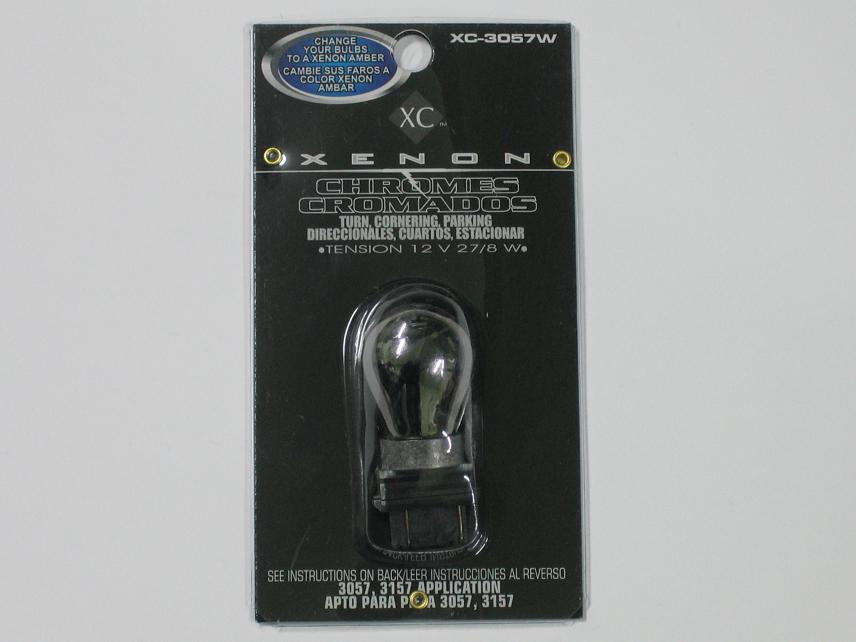 CHANGE
YOUR BULBS
TO A XENON AMBER
CAMBIE SUS FAROS A
COLOR XENON
AMBAR
XC-3057W
XC™
XENON
CHROMES
CROMADOS
TURN, CORNERING, PARKING
DIRECCIONALES, CUARTOS, ESTACIONAR
•TENSION 12 V 27/8 W•
SEE INSTRUCTIONS ON BACK/LEER INSTRUCCIONES AL REVERSO
3057, 3157 APPLICATION
APTO PARA 3057, 3157